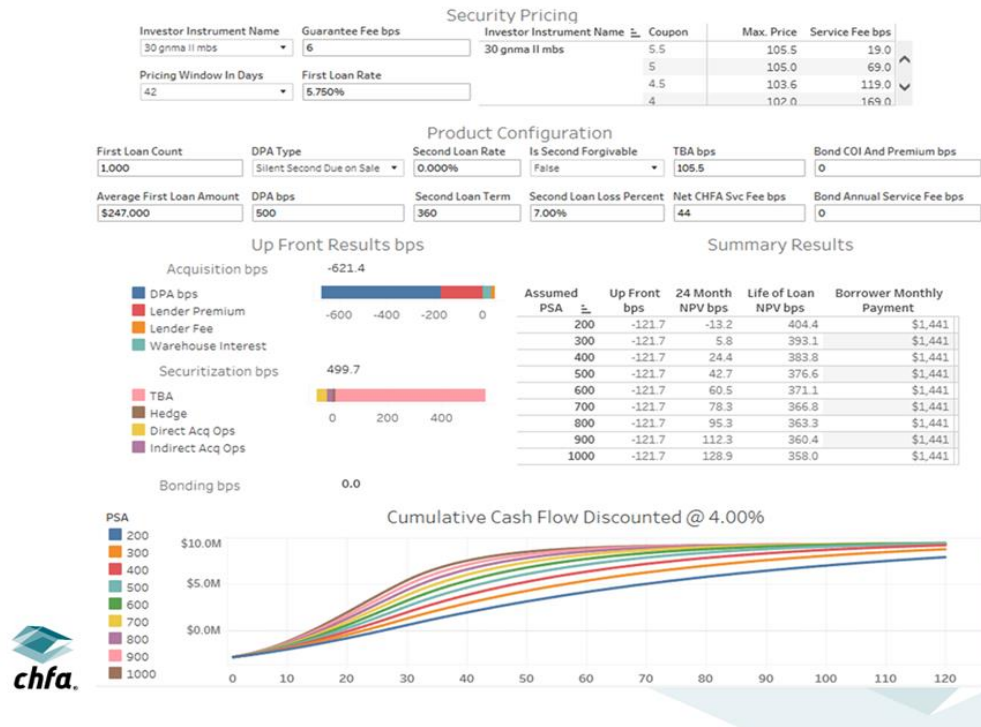 Security Pricing
Investor Instrument Name
Guarantee Fee bps
30 gnma II mbs
6
Pricing Window In Days
First Loan Rate
42
5.750%
Investor Instrument Name Coupon Max. Price Service Fee bps
30 gnma II mbs 5.5 105.5 19.0
5 105.0 69.0
4.5 103.6 119.0
4 102.0 169.0
Product Configuration
First Loan Count DPA Type Second Loan Rate Is Second Forgivable TBA bps Bond COI And Premium bps
1,000 Silent Second Due on Sale 0.000% False 105.5 0
Average First Loan Amount DPA bps Second Loan Term Second Loan Loss Percent Net CHFA Svc Fee bps Bond Annual Service Fee bps
$247,000 500 360 7.00% 44 0
Up Front Results bps
Acquisition bps -621.4
DPA bps
Lender Premium
Lender Fee
Warehouse Interest
-600 -400 -200 0
Securitization bps 499.7
TBA
Hedge
Direct Acq Ops
Indirect Acq Ops
0 200 400
Bonding bps 0.0
Summary Results
Assumed PSA Up Front bps 24 Month NPV bps Life of Loan NPV bps Borrower Monthly Payment
200 -121.7 -13.2 404.4 $1,441
300 -121.7 5.8 393.1 $1,441
400 -121.7 24.4 383.8 $1,441
500 -121.7 42.7 376.6 $1,441
600 -121.7 60.5 371.1 $1,441
700 -121.7 78.3 366.8 $1,441
800 -121.7 95.3 363.3 $1,441
900 -121.7 112.3 360.4 $1,441
1000 -121.7 128.9 358.0 $1,441
PSA
200
300
400
500
600
700
800
900
1000
Cumulative Cash Flow Discounted @ 4.00%
$10.0M
$5.0M
$0.0M
0 10 20 30 40 50 60 70 80 90 100 110 120
chfa.